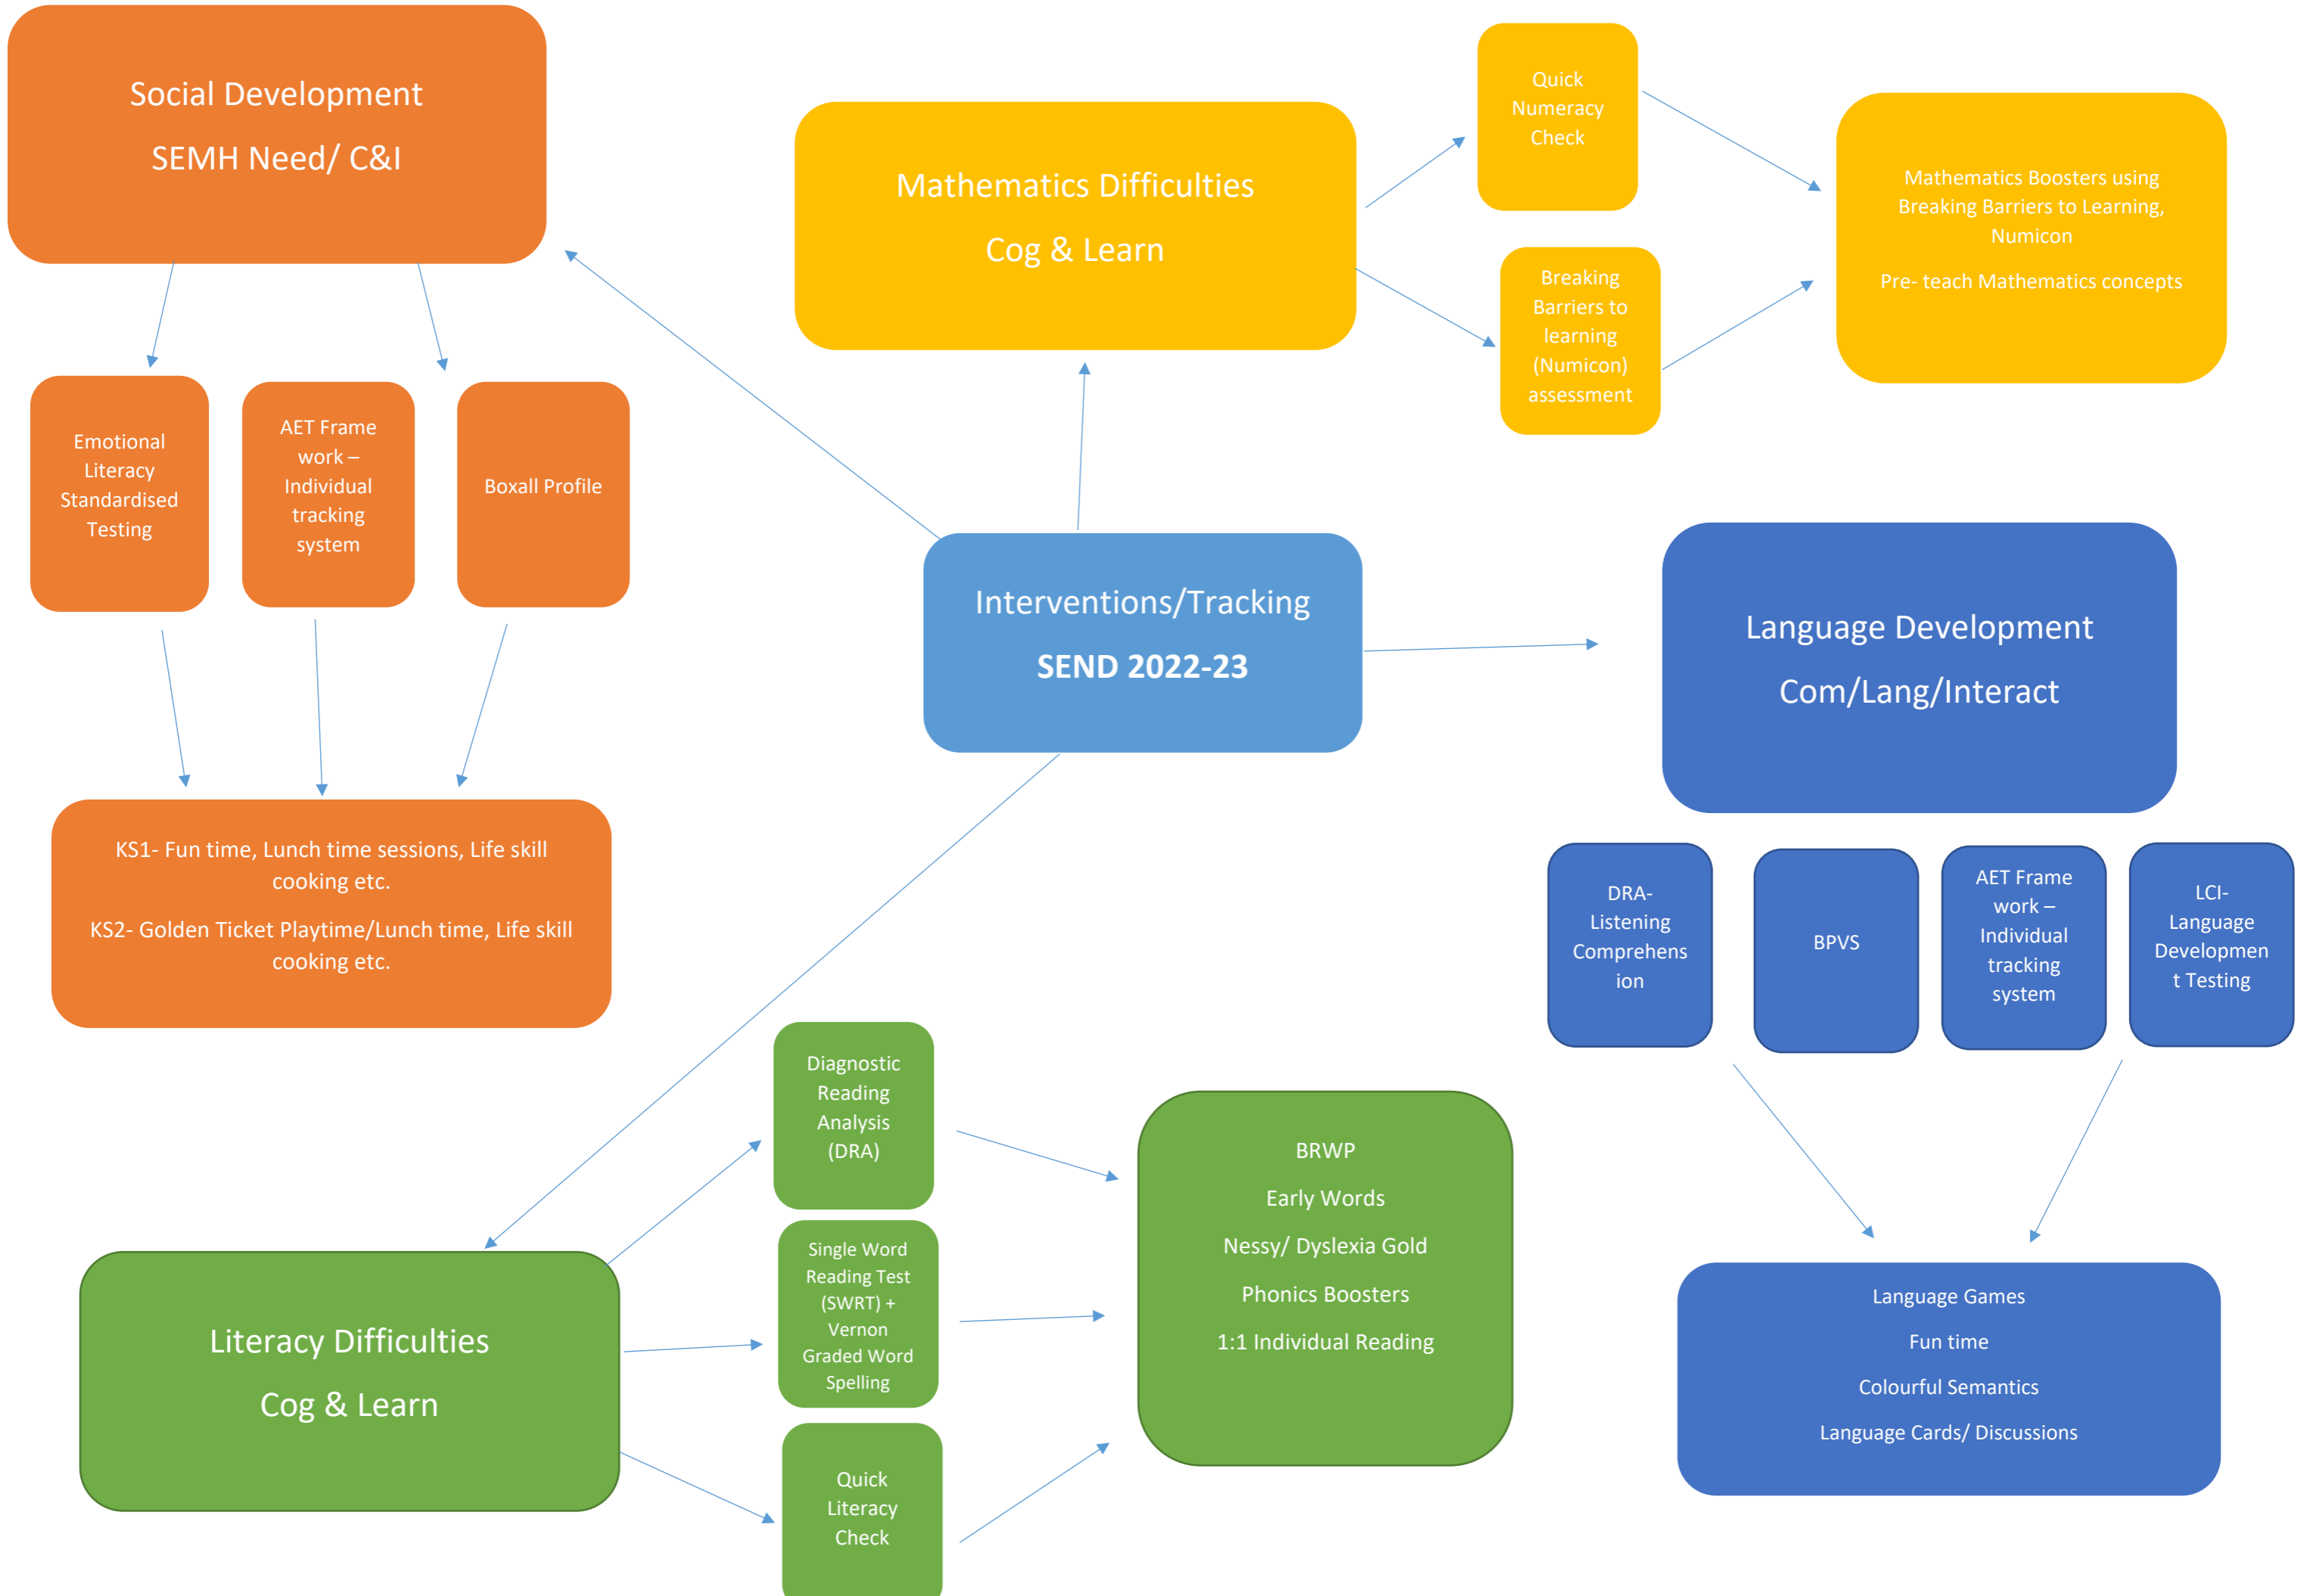 Social Development
SEMH Need/ C&I
Emotional
Literacy
Standardised
Testing
AET Frame
work –
Individual
tracking
system
Boxall Profile
KS1- Fun time, Lunch time sessions, Life skill
cooking etc.
KS2- Golden Ticket Playtime/Lunch time, Life skill
cooking etc.
Mathematics Difficulties
Cog & Learn
Quick
Numeracy
Check
Breaking
Barriers to
learning
(Numicon)
assessment
Mathematics Boosters using
Breaking Barriers to Learning,
Numicon
Pre- teach Mathematics concepts
Interventions/Tracking
SEND 2022-23
Language Development
Com/Lang/Interact
DRA-
Listening
Comprehens
ion
BPVS
AET Frame
work –
Individual
tracking
system
LCI-
Language
Developmen
t Testing
Language Games
Fun time
Colourful Semantics
Language Cards/ Discussions
Literacy Difficulties
Cog & Learn
Diagnostic
Reading
Analysis
(DRA)
Single Word
Reading Test
(SWRT) +
Vernon
Graded Word
Spelling
Quick
Literacy
Check
BRWP
Early Words
Nessy/ Dyslexia Gold
Phonics Boosters
1:1 Individual Reading